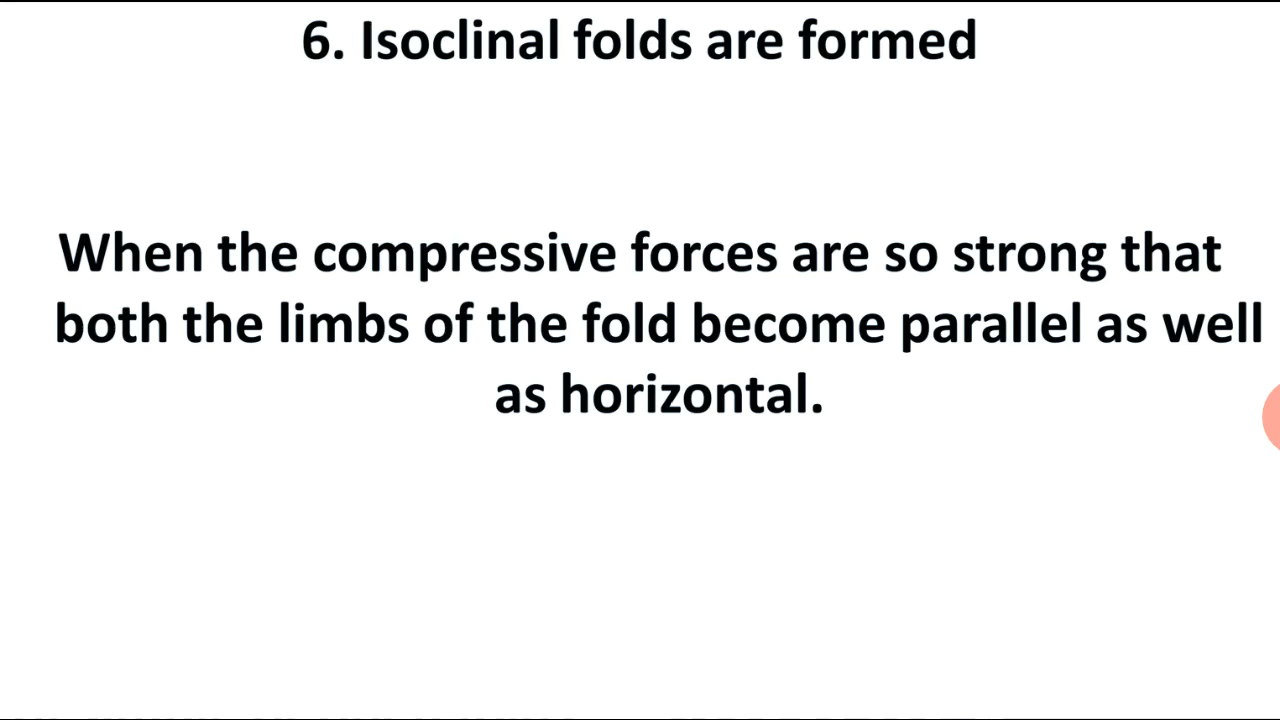 6. Isoclinal folds are formed
When the compressive forces are so strong that
both the limbs of the fold become parallel as well
as horizontal.